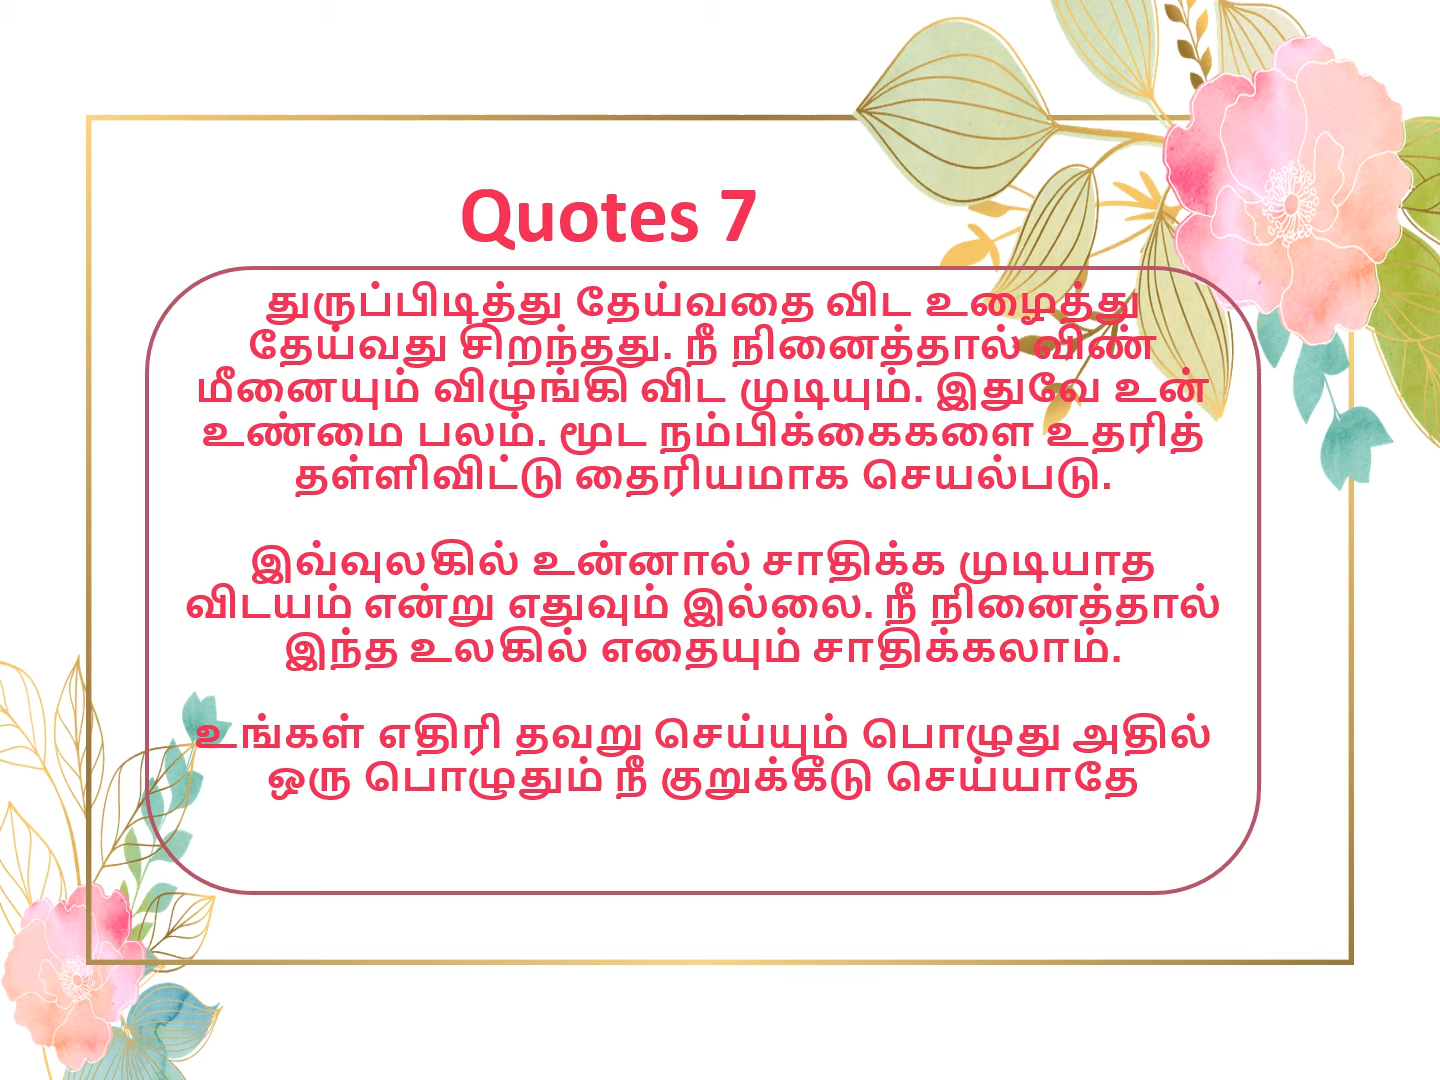 Quotes 7
துருப்பிடித்து தேய்வதை விட உழைத்து
தேய்வது சிறந்தது. நீ நினைத்தால் விண்
மீனையும் விழுங்கி விட முடியும். இதுவே உன்
உண்மை பலம். மூட நம்பிக்கைகளை உதரித்
தள்ளிவிட்டு தைரியமாக செயல்படு.
இவ்வுலகில் உன்னால் சாதிக்க முடியாத
விடயம் என்று எதுவும் இல்லை. நீ நினைத்தால்
இந்த உலகில் எதையும் சாதிக்கலாம்.
உங்கள் எதிரி தவறு செய்யும் பொழுது அதில்
ஒரு பொழுதும் நீ குறுக்கீடு செய்யாதே